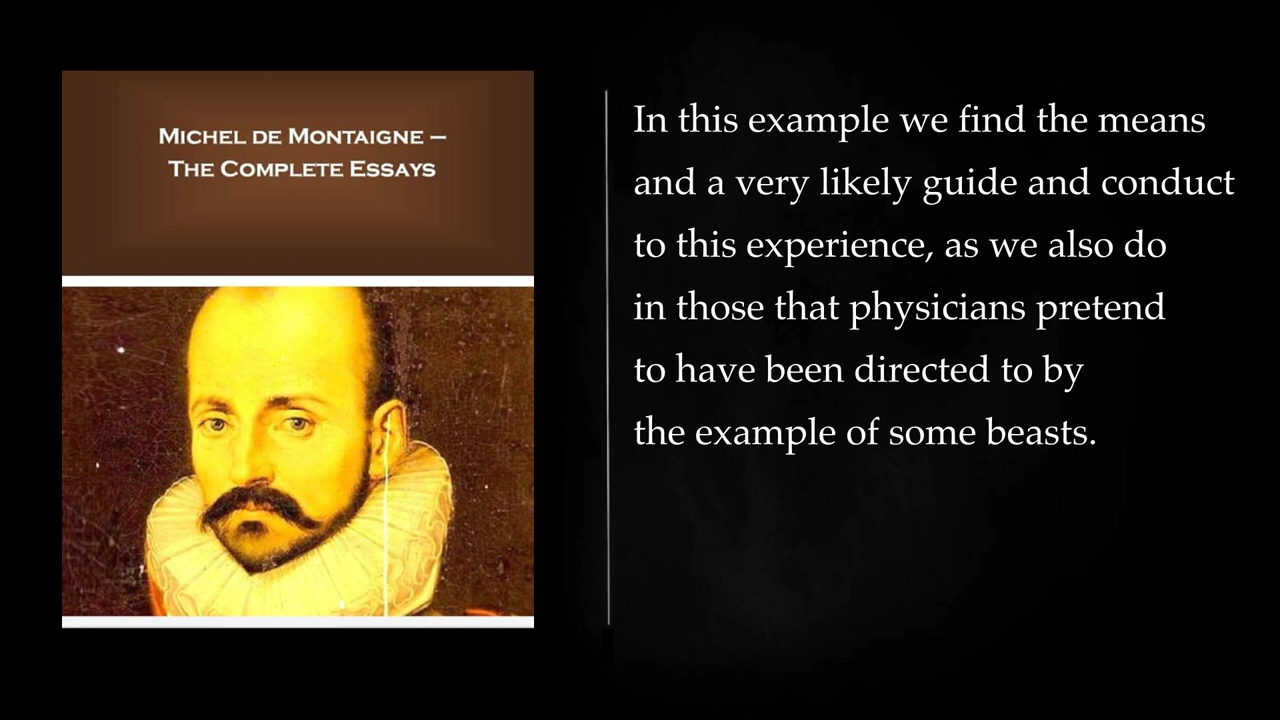 Michel de Montaigne –
The Complete Essays
In this example we find the means
and a very likely guide and conduct
to this experience, as we also do
in those that physicians pretend
to have been directed to by
the example of some beasts.